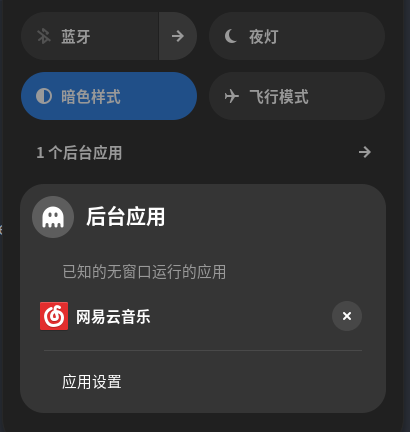 蓝牙
夜灯
暗色样式
飞行模式
1 个后台应用
后台应用
已知的无窗口运行的应用
网易云音乐
应用设置